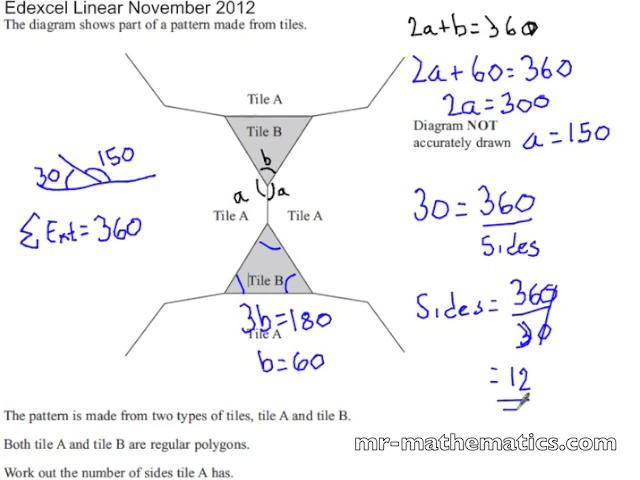 Edexcel Linear November 2012
The diagram shows part of a pattern made from tiles.
2a+b=360
2a+60=360
2a=300
Diagram NOT
accurately drawn
a=150
Tile A
Tile B
b
30 150
a a
Tile A Tile A
Σ Ext=360
30=360
Sides
Tile B
3b=180
Tile A
b=60
Sides=360
30
=12
The pattern is made from two types of tiles, tile A and tile B.
Both tile A and tile B are regular polygons.
mr-mathematics.com
Work out the number of sides tile A has.